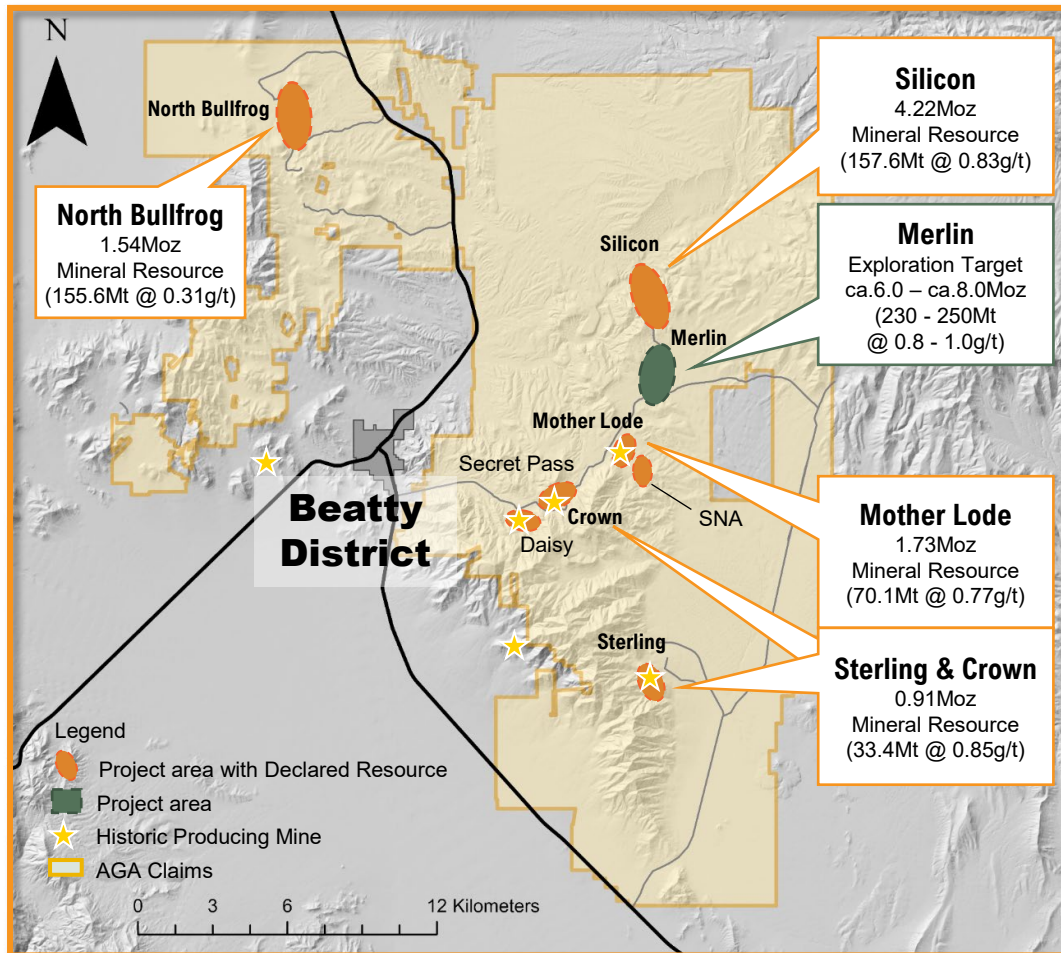 N
North Bullfrog
North Bullfrog
1.54Moz
Mineral Resource
(155.6Mt @ 0.31g/t)
Silicon
4.22Moz
Mineral Resource
(157.6Mt @ 0.83g/t)
Silicon
Merlin
Exploration Target
ca.6.0 – ca.8.0Moz
(230 - 250Mt
@ 0.8 - 1.0g/t)
Merlin
Mother Lode
Secret Pass
Crown
Daisy
SNA
Beatty
District
Mother Lode
1.73Moz
Mineral Resource
(70.1Mt @ 0.77g/t)
Sterling
Sterling & Crown
0.91Moz
Mineral Resource
(33.4Mt @ 0.85g/t)
Legend
Project area with Declared Resource
Project area
Historic Producing Mine
AGA Claims
0 3 6 12 Kilometers